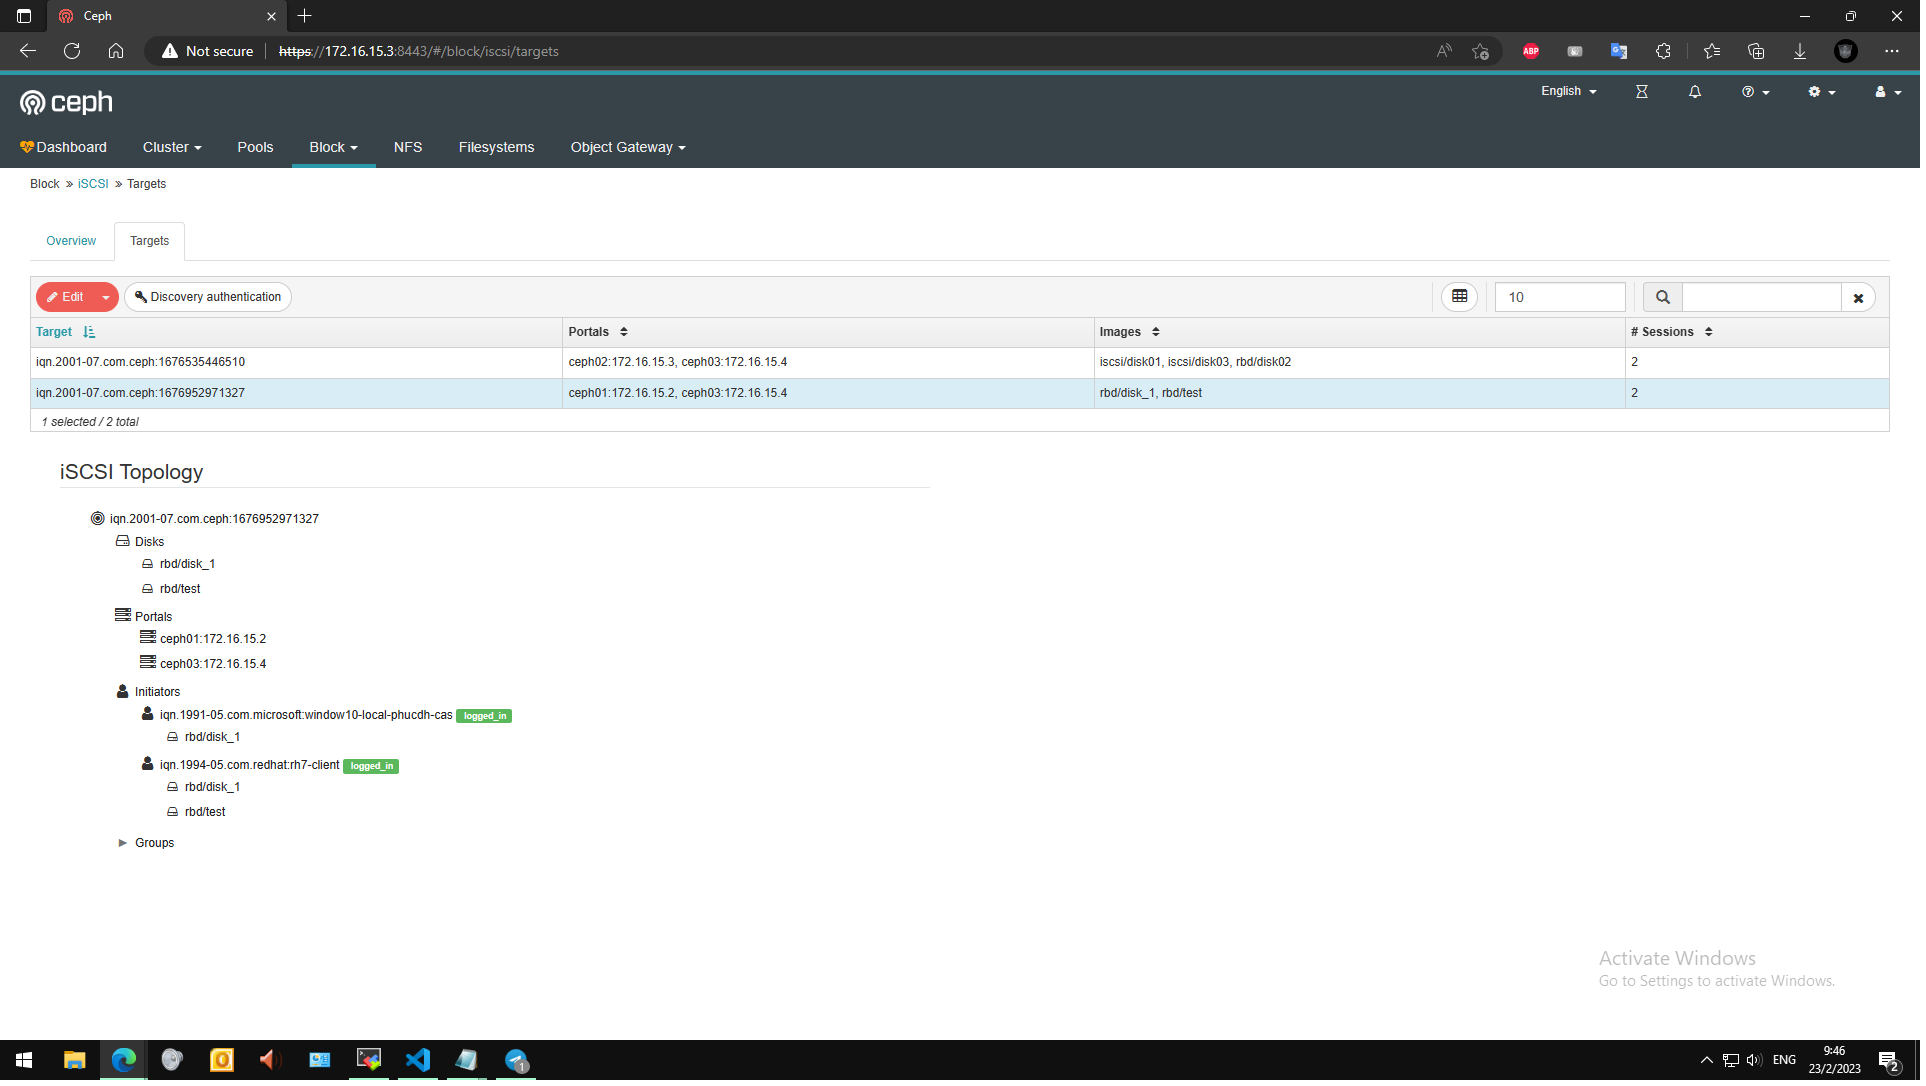 Ceph
Not secure https://172.16.15.3:8443/#/block/iscsi/targets
ABP
ceph
English
Dashboard Cluster Pools Block NFS Filesystems Object Gateway
Block » iSCSI » Targets
Overview Targets
Edit Discovery authentication 10
Target Portals Images # Sessions
iqn.2001-07.com.ceph:1676535446510 ceph02:172.16.15.3, ceph03:172.16.15.4 iscsi/disk01, iscsi/disk03, rbd/disk02 2
iqn.2001-07.com.ceph:1676952971327 ceph01:172.16.15.2, ceph03:172.16.15.4 rbd/disk_1, rbd/test 2
1 selected / 2 total
iSCSI Topology
iqn.2001-07.com.ceph:1676952971327
Disks
rbd/disk_1
rbd/test
Portals
ceph01:172.16.15.2
ceph03:172.16.15.4
Initiators
iqn.1991-05.com.microsoft:window10-local-phucdh-cas logged_in
rbd/disk_1
iqn.1994-05.com.redhat:rh7-client logged_in
rbd/disk_1
rbd/test
Groups
Activate Windows
Go to Settings to activate Windows.
1
ENG
9:46
23/2/2023
2